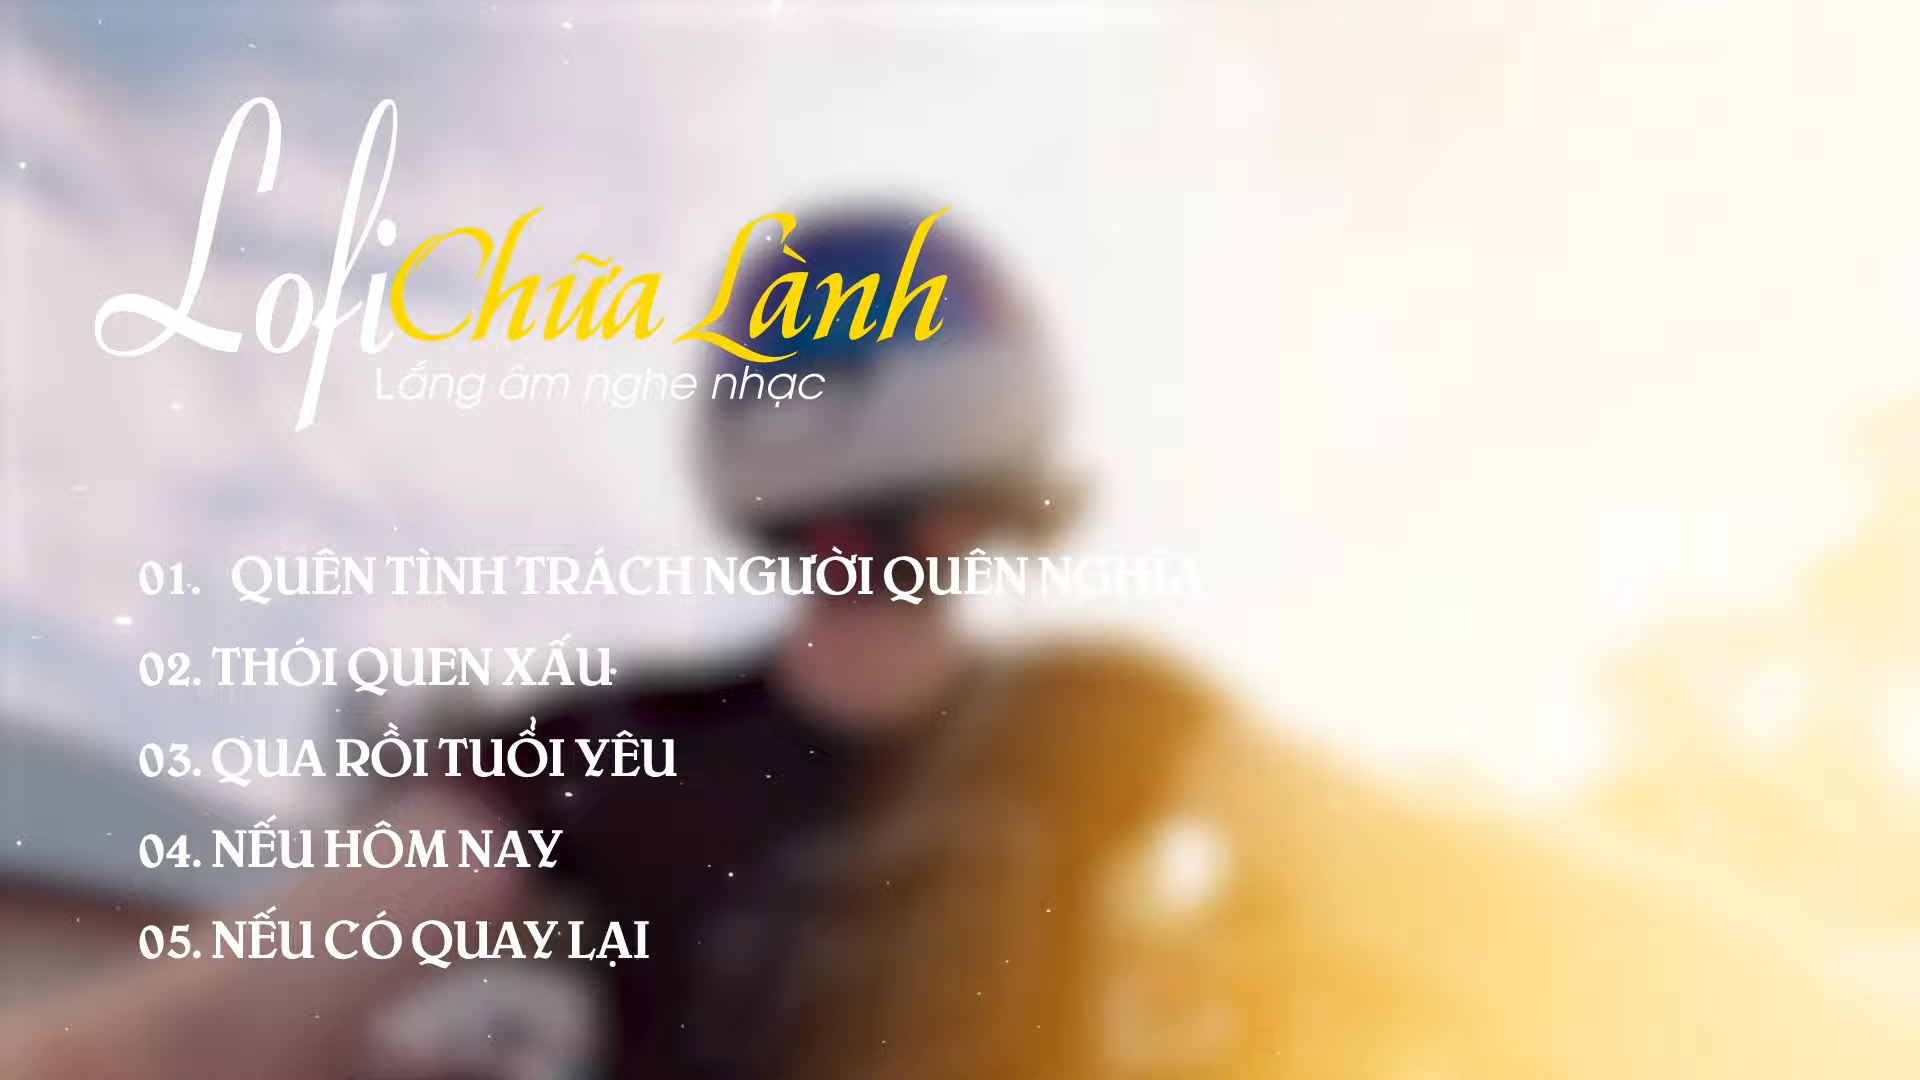 Lofi Chữa Lành
Lắng âm nghe nhạc
01. QUÊN TÌNH TRÁCH NGƯỜI QUÊN NGHĨA
02. THÓI QUEN XẤU
03. QUA RỒI TUỔI YÊU
04. NẾU HÔM NAY
05. NẾU CÓ QUAY LẠI